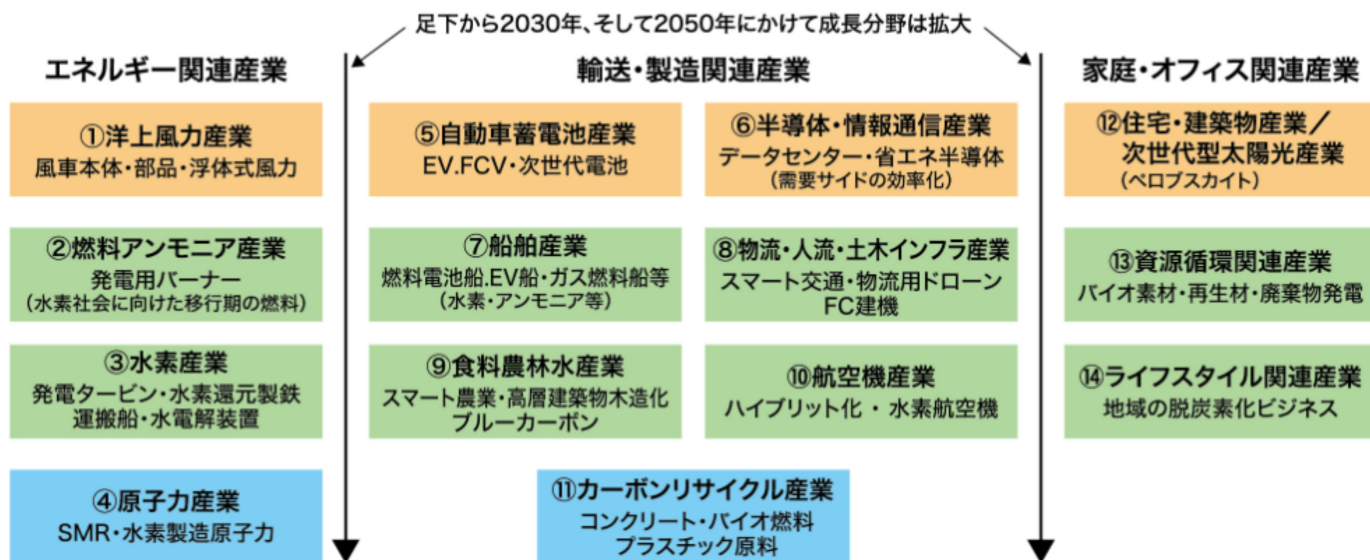 足下から2030年、そして2050年にかけて成長分野は拡大
エネルギー関連産業
輸送・製造関連産業
家庭・オフィス関連産業
①洋上風力産業
風車本体・部品・浮体式風力
⑤自動車蓄電池産業
EV.FCV・次世代電池
⑥半導体・情報通信産業
データセンター・省エネ半導体
(需要サイドの効率化)
⑫住宅・建築物産業／
次世代型太陽光産業
(ペロブスカイト)
②燃料アンモニア産業
発電用バーナー
(水素社会に向けた移行期の燃料)
⑦船舶産業
燃料電池船.EV船・ガス燃料船等
(水素・アンモニア等)
⑧物流・人流・土木インフラ産業
スマート交通・物流用ドローン
FC建機
⑬資源循環関連産業
バイオ素材・再生材・廃棄物発電
③水素産業
発電タービン・水素還元製鉄
運搬船・水電解装置
⑨食料農林水産業
スマート農業・高層建築物木造化
ブルーカーボン
⑩航空機産業
ハイブリット化 ・ 水素航空機
⑭ライフスタイル関連産業
地域の脱炭素化ビジネス
④原子力産業
SMR・水素製造原子力
⑪カーボンリサイクル産業
コンクリート・バイオ燃料
プラスチック原料